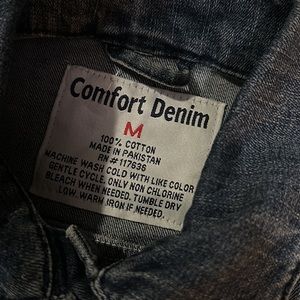 Comfort Denim
M
100% COTTON
MADE IN PAKISTAN
RN# 117636
MACHINE WASH COLD WITH LIKE COLOR
GENTLE CYCLE. ONLY NON CHLORINE
BLEACH WHEN NEEDED. TUMBLE DRY
LOW. WARM IRON IF NEEDED.